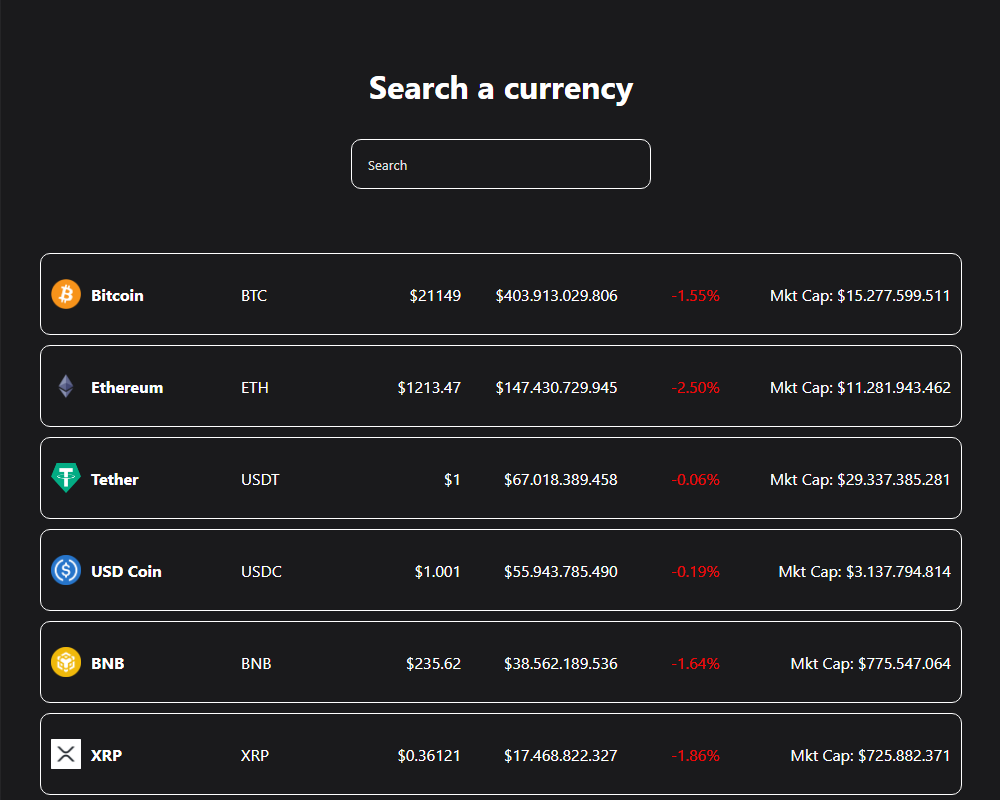 Search a currency
Search
Bitcoin BTC $21149 $403.913.029.806 -1.55% Mkt Cap: $15.277.599.511
Ethereum ETH $1213.47 $147.430.729.945 -2.50% Mkt Cap: $11.281.943.462
Tether USDT $1 $67.018.389.458 -0.06% Mkt Cap: $29.337.385.281
USD Coin USDC $1.001 $55.943.785.490 -0.19% Mkt Cap: $3.137.794.814
BNB BNB $235.62 $38.562.189.536 -1.64% Mkt Cap: $775.547.064
XRP XRP $0.36121 $17.468.822.327 -1.86% Mkt Cap: $725.882.371